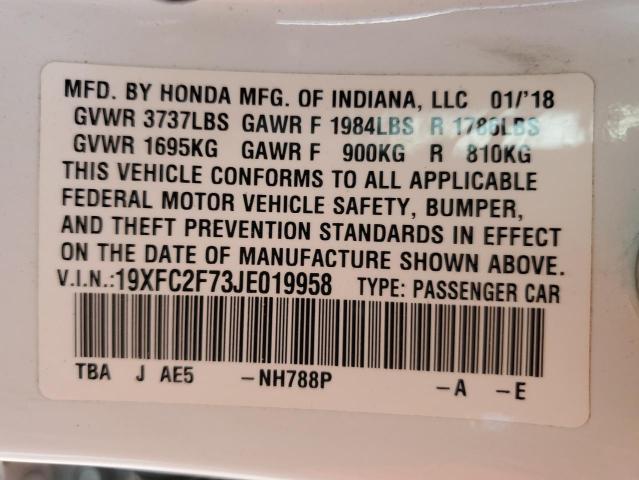 MFD. BY HONDA MFG. OF INDIANA, LLC 01/'18
GVWR 3737LBS GAWR F 1984LBS R 1786LBS
GVWR 1695KG GAWR F 900KG R 810KG
THIS VEHICLE CONFORMS TO ALL APPLICABLE
FEDERAL MOTOR VEHICLE SAFETY, BUMPER,
AND THEFT PREVENTION STANDARDS IN EFFECT
ON THE DATE OF MANUFACTURE SHOWN ABOVE.
V.I.N.:19XFC2F73JE019958 TYPE: PASSENGER CAR
TBA J AE5 -NH788P -A -E